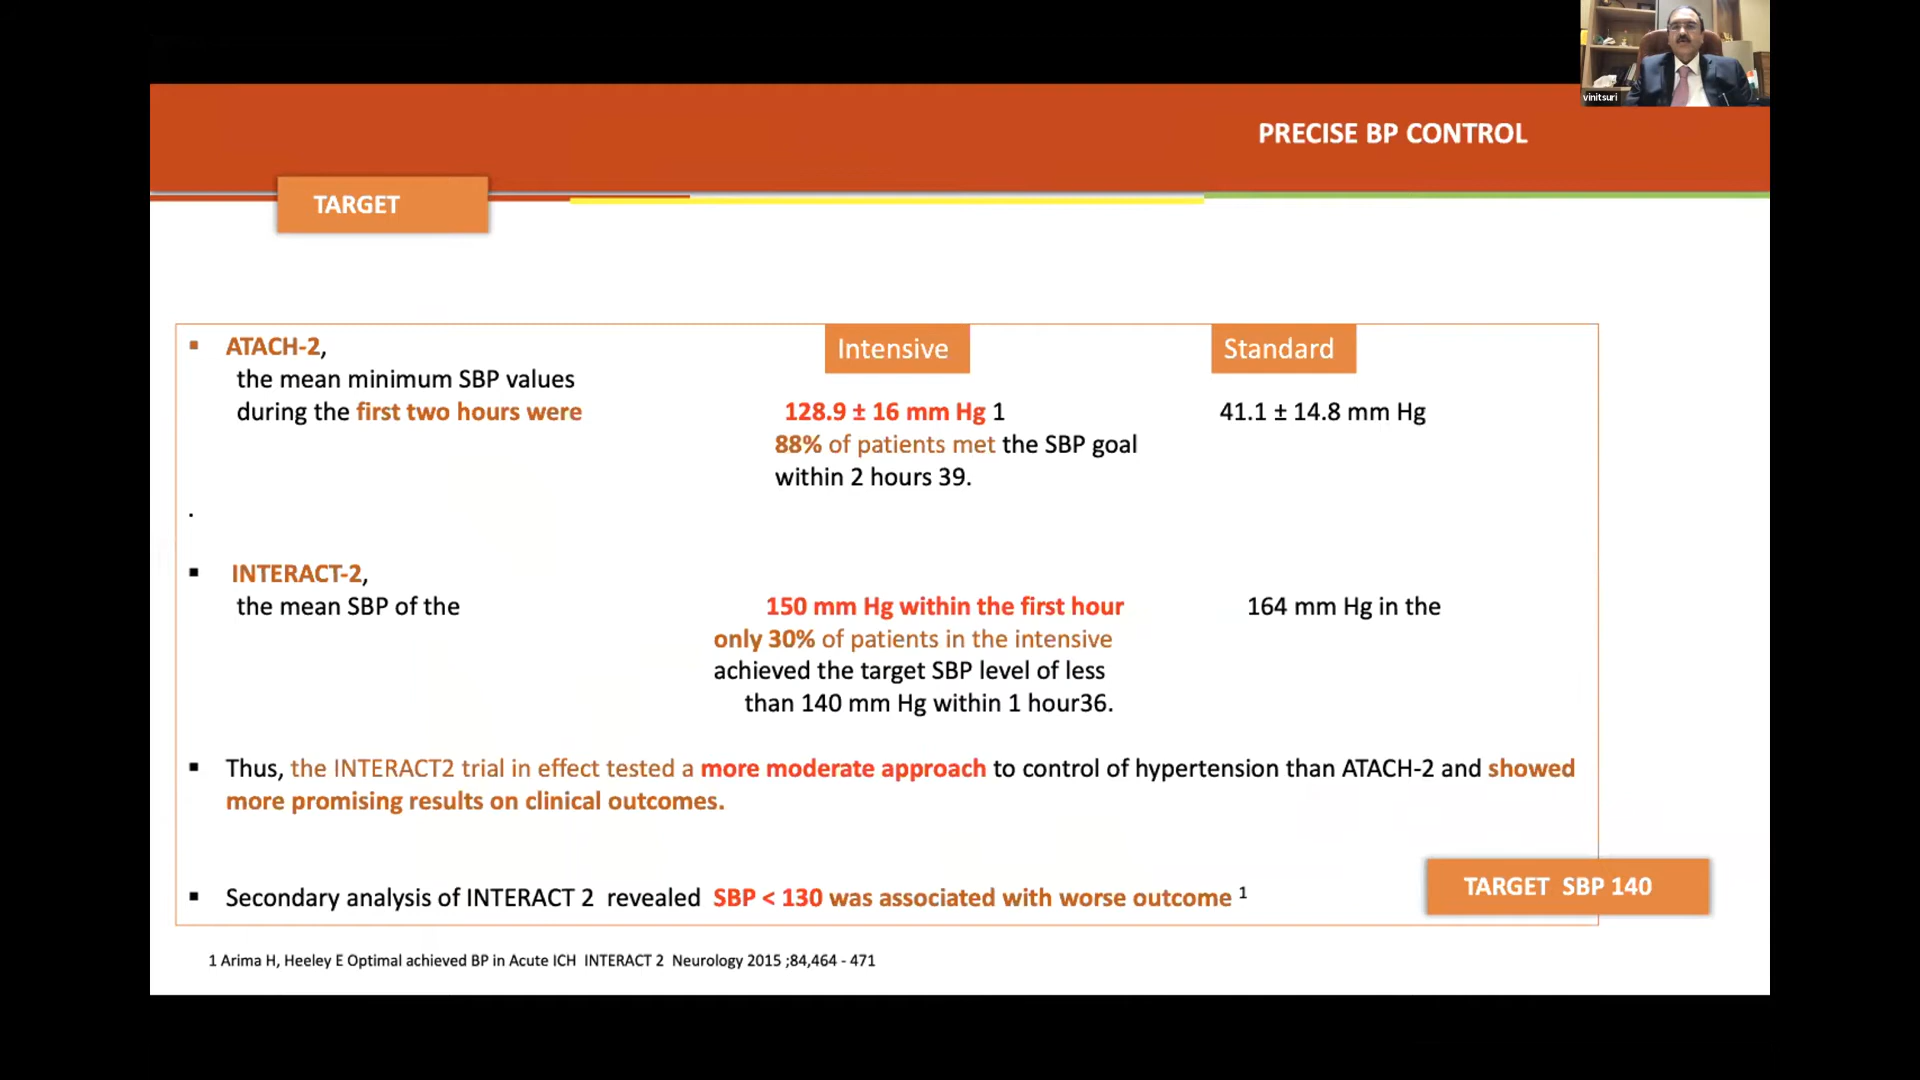 vinitsuri
PRECISE BP CONTROL
TARGET
▪ ATACH-2,
the mean minimum SBP values
during the first two hours were
Intensive
128.9 ± 16 mm Hg 1
88% of patients met the SBP goal
within 2 hours 39.
Standard
41.1 ± 14.8 mm Hg
.
▪ INTERACT-2,
the mean SBP of the
150 mm Hg within the first hour
only 30% of patients in the intensive
achieved the target SBP level of less
than 140 mm Hg within 1 hour36.
164 mm Hg in the
▪ Thus, the INTERACT2 trial in effect tested a more moderate approach to control of hypertension than ATACH-2 and showed
more promising results on clinical outcomes.
▪ Secondary analysis of INTERACT 2 revealed SBP < 130 was associated with worse outcome 1
TARGET SBP 140
1 Arima H, Heeley E Optimal achieved BP in Acute ICH INTERACT 2 Neurology 2015 ;84,464 - 471